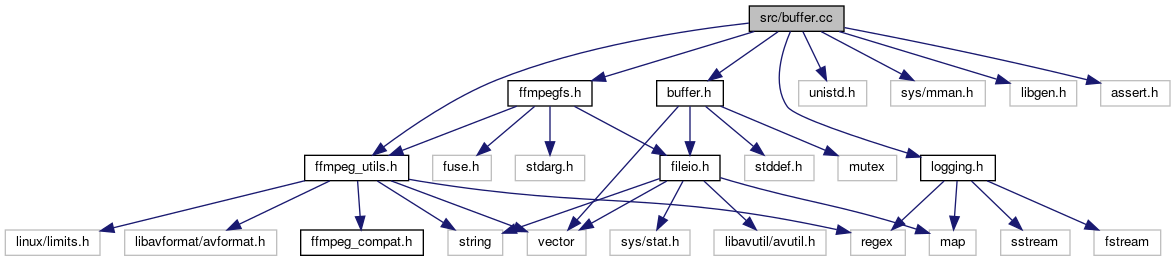 src/buffer.cc
ffmpegfs.h
buffer.h
unistd.h
sys/mman.h
libgen.h
assert.h
ffmpeg_utils.h
fuse.h
stdarg.h
fileio.h
stddef.h
mutex
logging.h
linux/limits.h
libavformat/avformat.h
ffmpeg_compat.h
string
vector
sys/stat.h
libavutil/avutil.h
regex
map
sstream
fstream